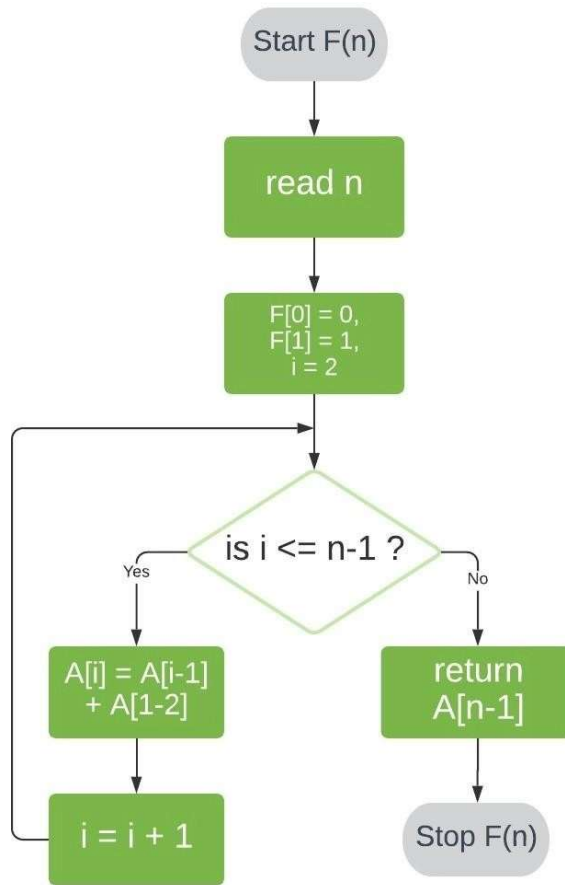 Start F(n)
read n
F[0] = 0,
F[1] = 1,
i = 2
is i <= n-1 ?
Yes
No
A[i] = A[i-1]
+ A[1-2]
return
A[n-1]
i = i + 1
Stop F(n)